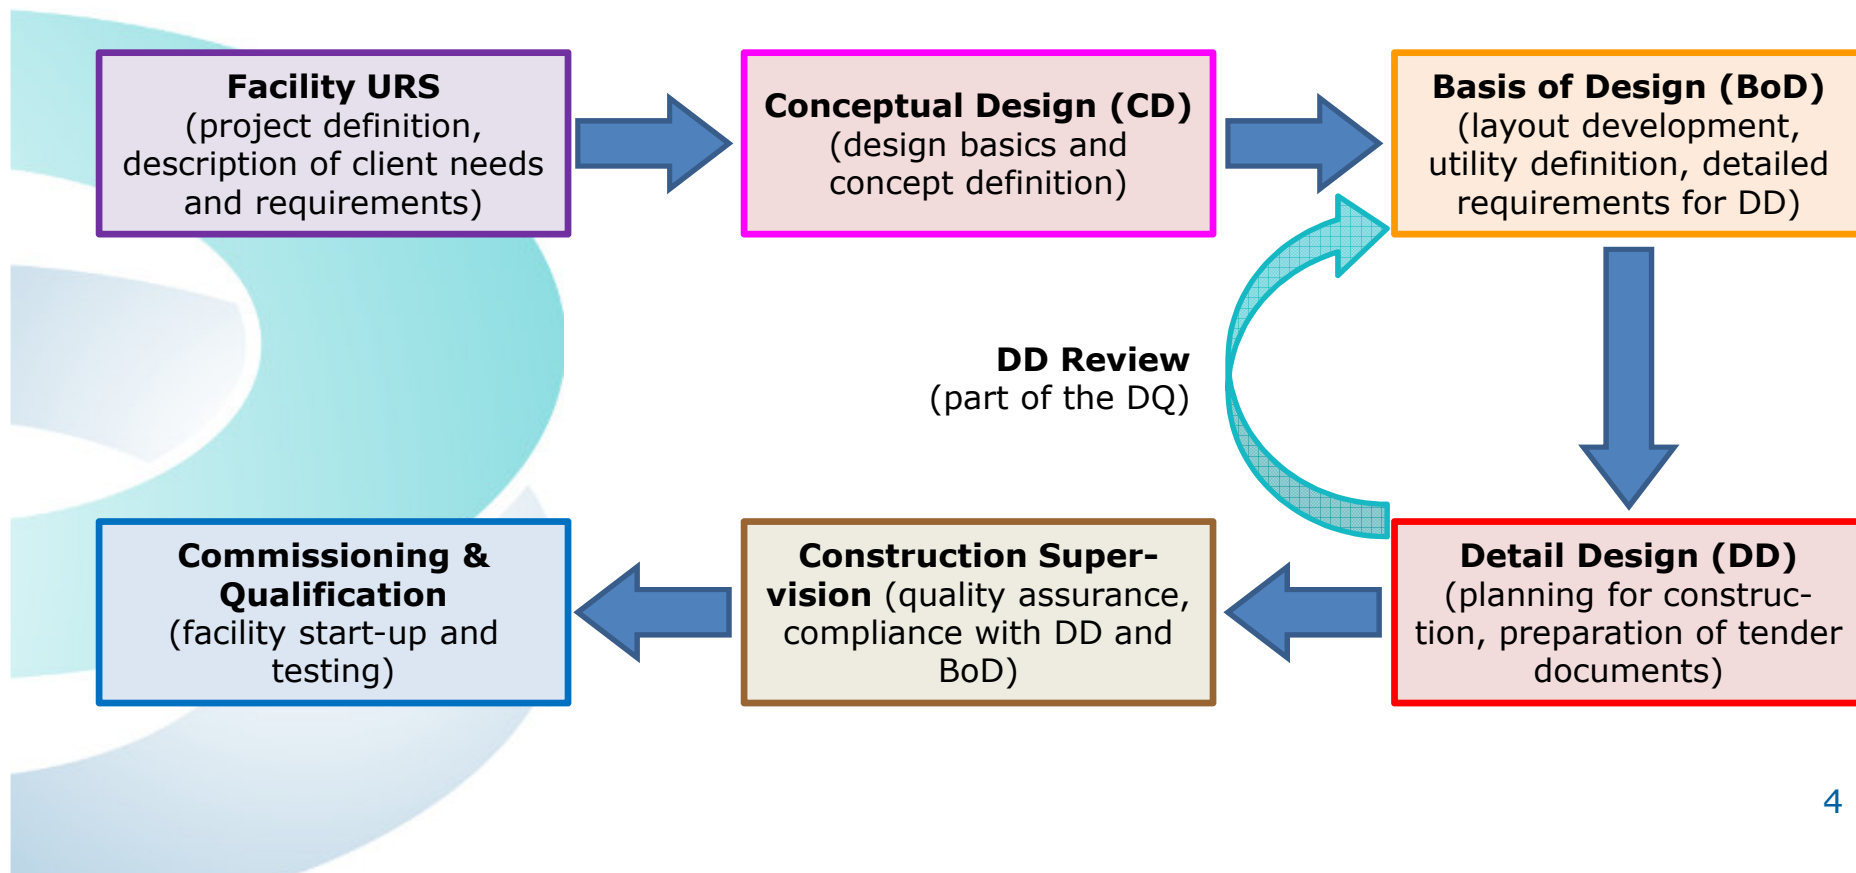 Facility URS
(project definition,
description of client needs
and requirements)
Conceptual Design (CD)
(design basics and
concept definition)
Basis of Design (BoD)
(layout development,
utility definition, detailed
requirements for DD)
DD Review
(part of the DQ)
Detail Design (DD)
(planning for construc-
tion, preparation of tender
documents)
Construction Super-
vision (quality assurance,
compliance with DD and
BoD)
Commissioning &
Qualification
(facility start-up and
testing)
4